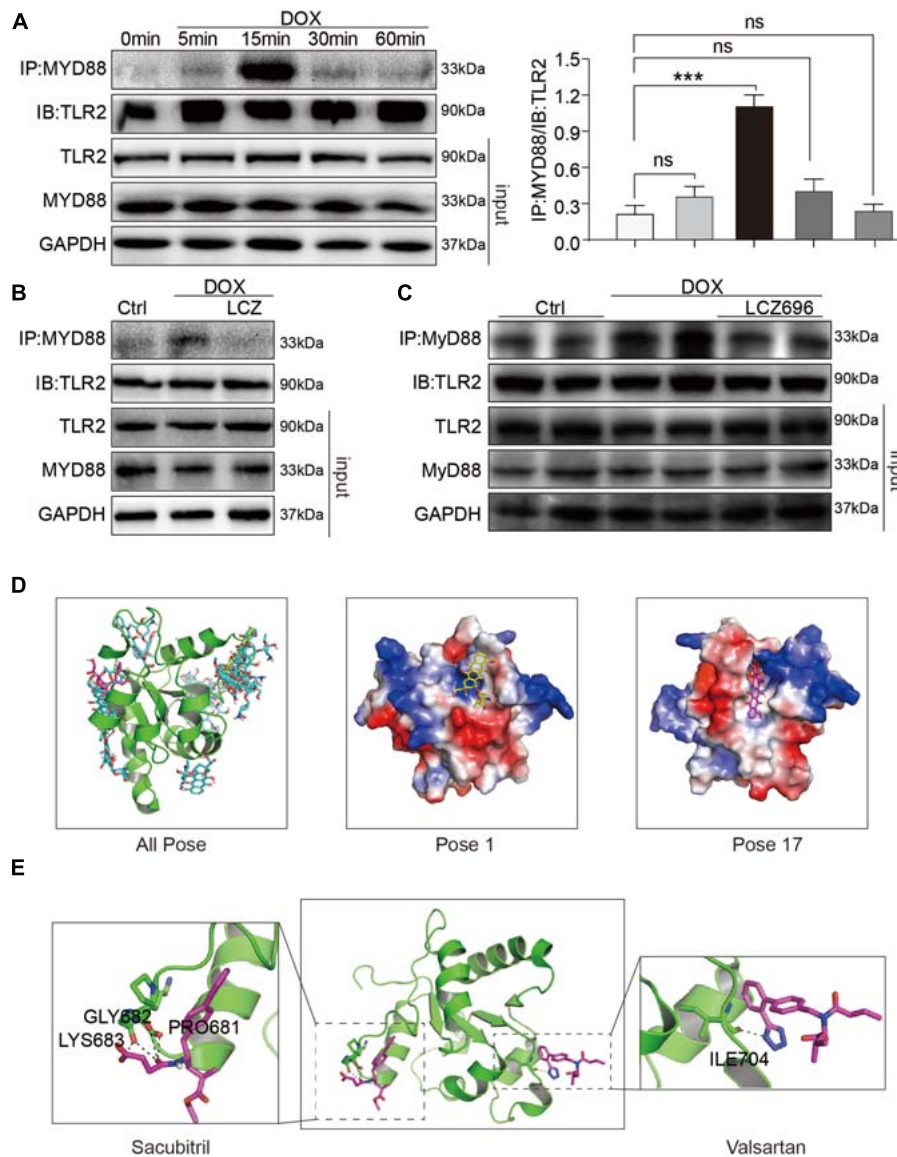 A
DOX
0min 5min 15min 30min 60min
IP:MYD88 33kDa
IB:TLR2 90kDa
TLR2 90kDa
MYD88 33kDa
GAPDH 37kDa
input
IP:MYD88/IB:TLR2
1.5
1.2
0.9
0.6
0.3
0.0
ns
ns
***
ns
B
DOX
Ctrl LCZ
IP:MYD88 33kDa
IB:TLR2 90kDa
TLR2 90kDa
MYD88 33kDa
GAPDH 37kDa
input
C
DOX
Ctrl LCZ696
IP:MyD88 33kDa
IB:TLR2 90kDa
TLR2 90kDa
MyD88 33kDa
GAPDH 37kDa
input
D
All Pose Pose 1 Pose 17
E
GLY682
LYS683 PRO681
ILE704
Sacubitril Valsartan